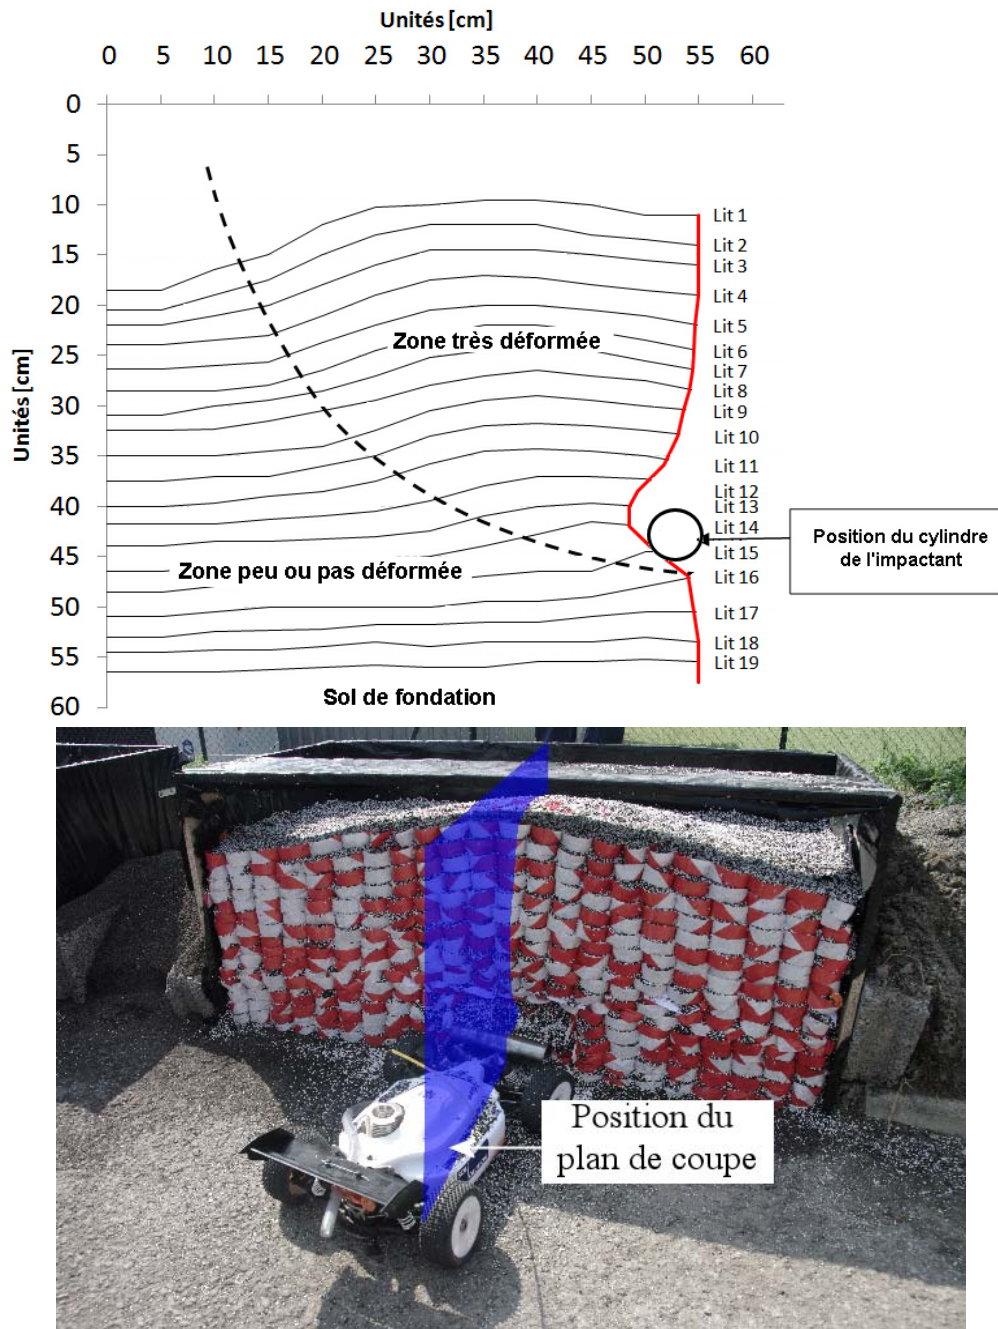 Unités [cm]
0 5 10 15 20 25 30 35 40 45 50 55 60
Unités [cm]
0
5
10
15
20
25
30
35
40
45
50
55
60
Lit 1
Lit 2
Lit 3
Lit 4
Lit 5
Lit 6
Lit 7
Lit 8
Lit 9
Lit 10
Lit 11
Lit 12
Lit 13
Lit 14
Lit 15
Lit 16
Lit 17
Lit 18
Lit 19
Zone très déformée
Zone peu ou pas déformée
Sol de fondation
Position du cylindre
de l'impactant
Position du
plan de coupe